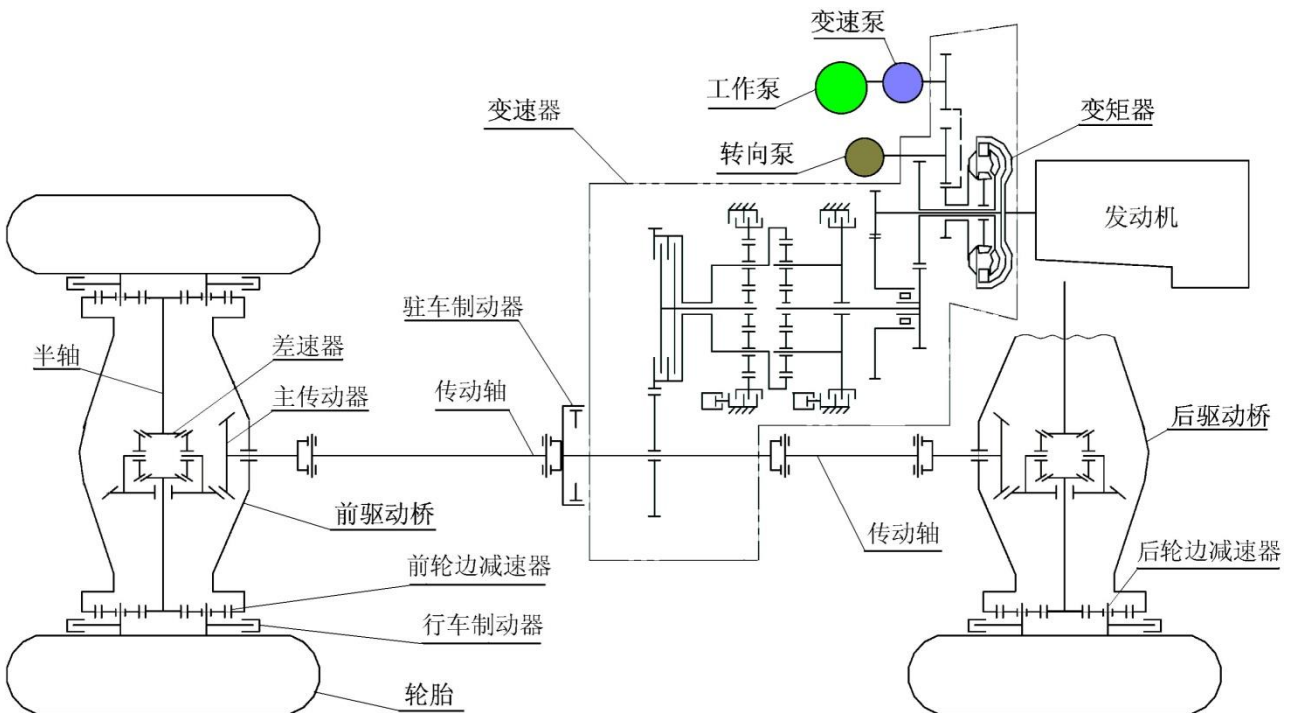 变速泵
工作泵
变速器
变矩器
转向泵
发动机
驻车制动器
半轴
差速器
主传动器
传动轴
后驱动桥
前驱动桥
传动轴
前轮边减速器
后轮边减速器
行车制动器
轮胎